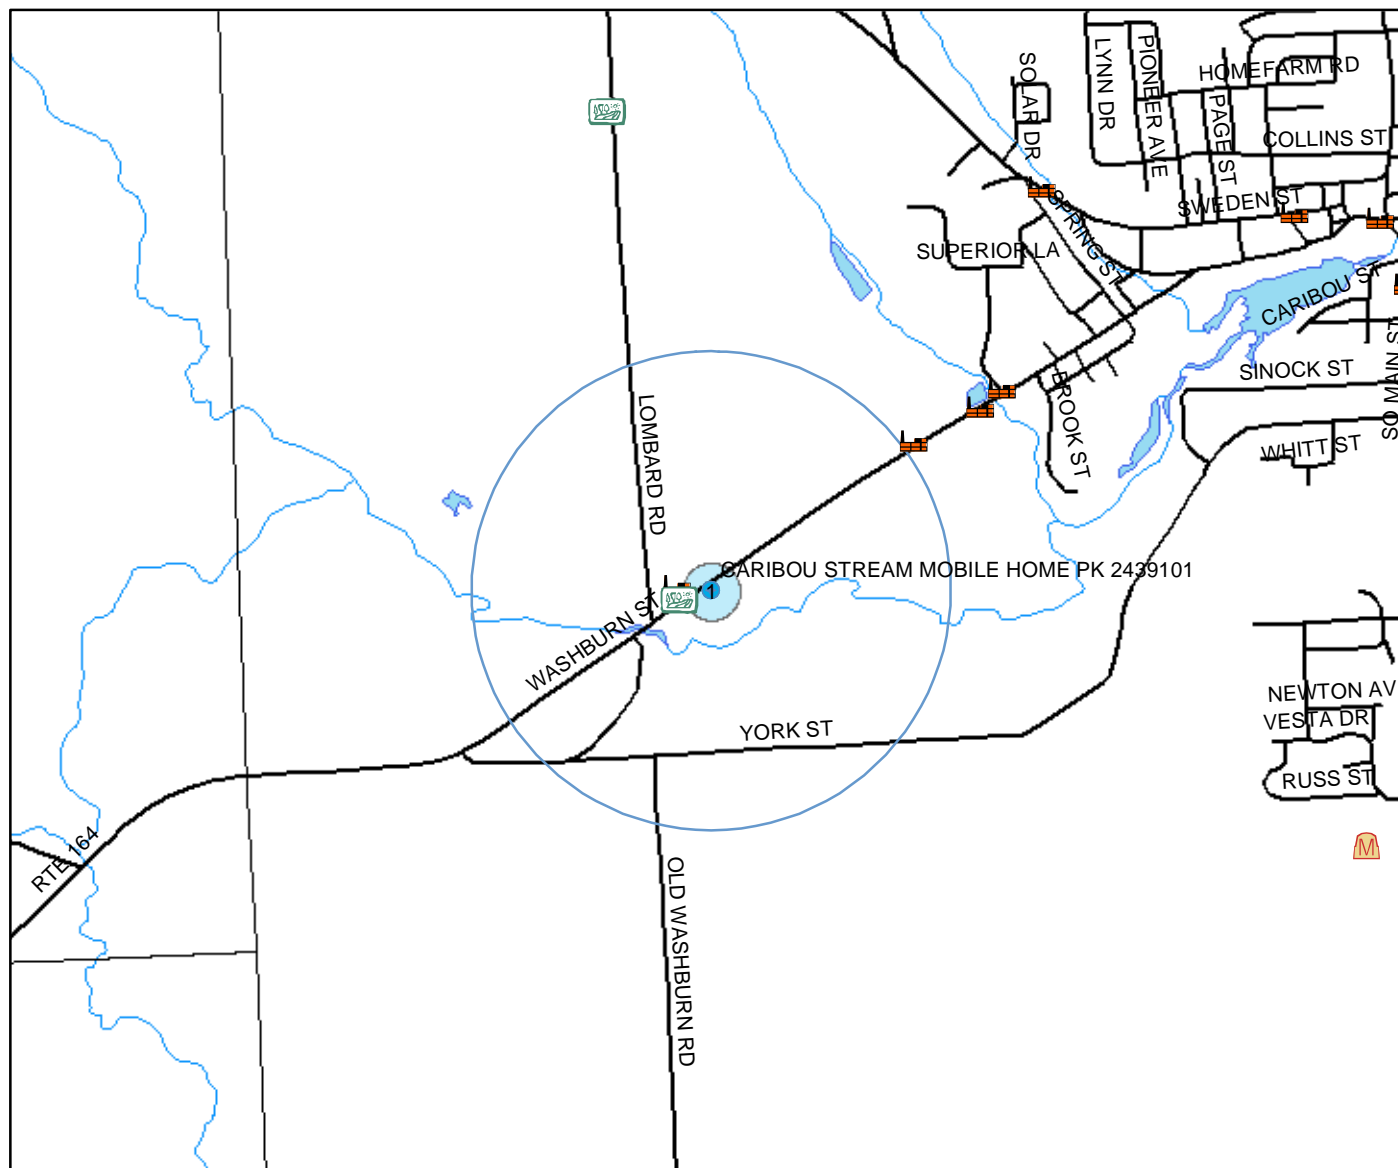 HOMEFARM RD
SOLAR DR
LYNN DR
PIONEER AVE
PAGE ST
COLLINS ST
SWEDEN ST
SPRING ST
SUPERIOR LA
CARIBOU ST
SINOCK ST
SO MAIN ST
BROOK ST
WHITT ST
LOMBARD RD
CARIBOU STREAM MOBILE HOME PK 2439101
1
WASHBURN ST
NEWTON AV
VESTA DR
YORK ST
RUSS ST
RTE 164
M
OLD WASHBURN RD